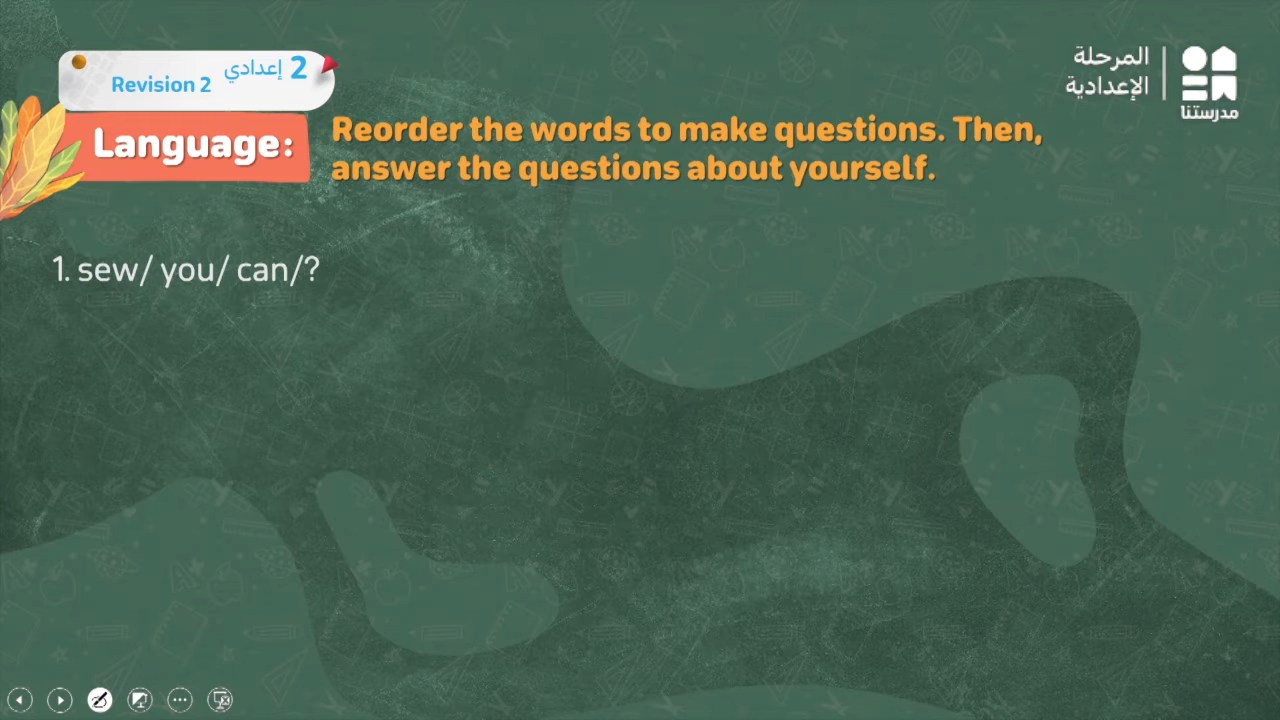 2 إعدادي
Revision 2
المرحلة
الإعدادية
مدرستنا
Language:
Reorder the words to make questions. Then,
answer the questions about yourself.
1. sew/ you/ can/?